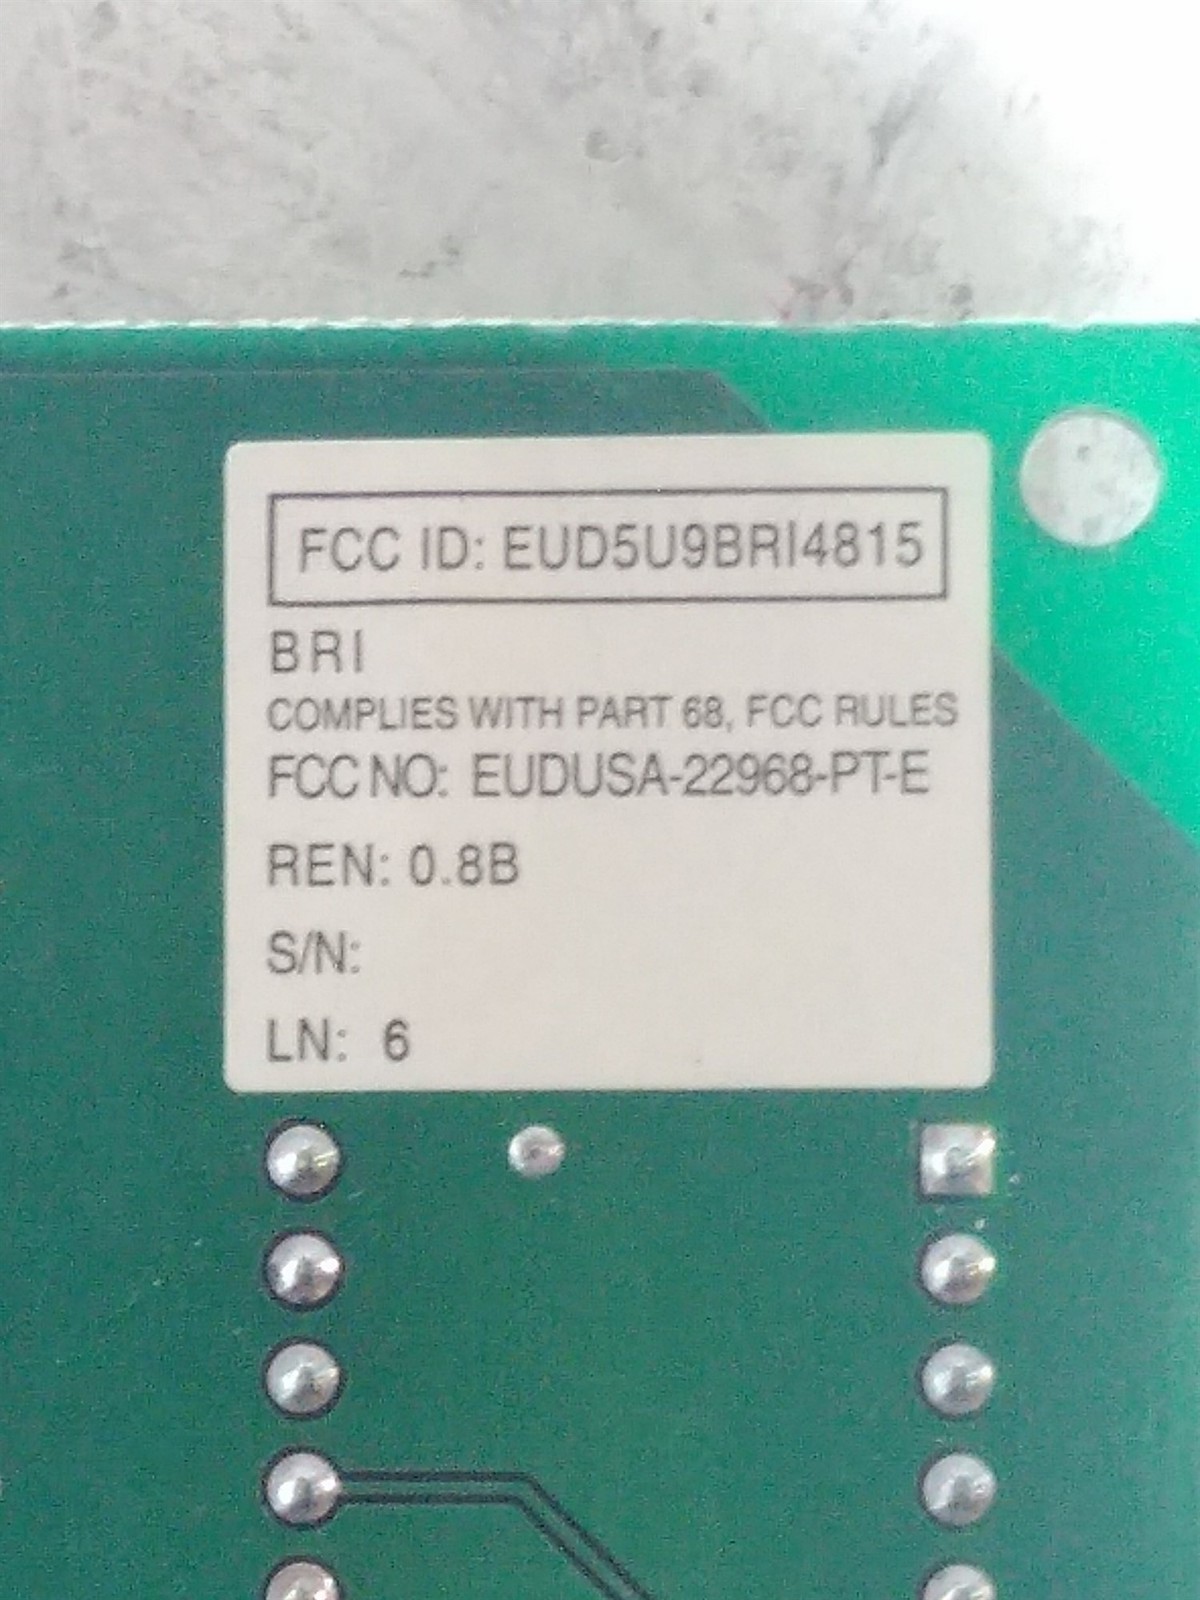 FCC ID: EUD5U9BRI4815
BRI
COMPLIES WITH PART 68, FCC RULES
FCC NO: EUDUSA-22968-PT-E
REN: 0.8B
S/N:
LN: 6